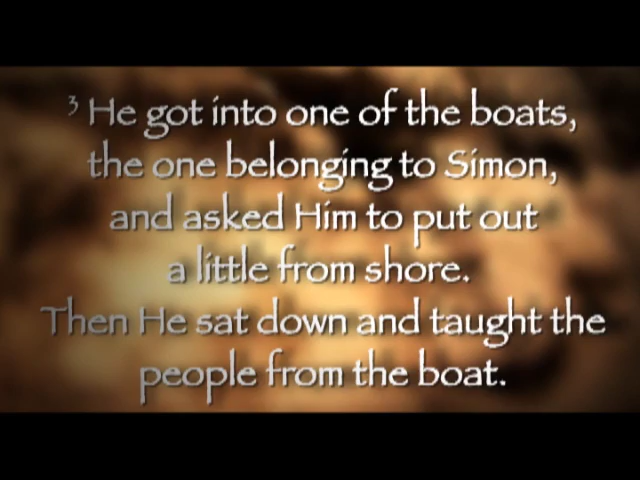 3 He got into one of the boats,
the one belonging to Simon,
and asked Him to put out
a little from shore.
Then He sat down and taught the
people from the boat.